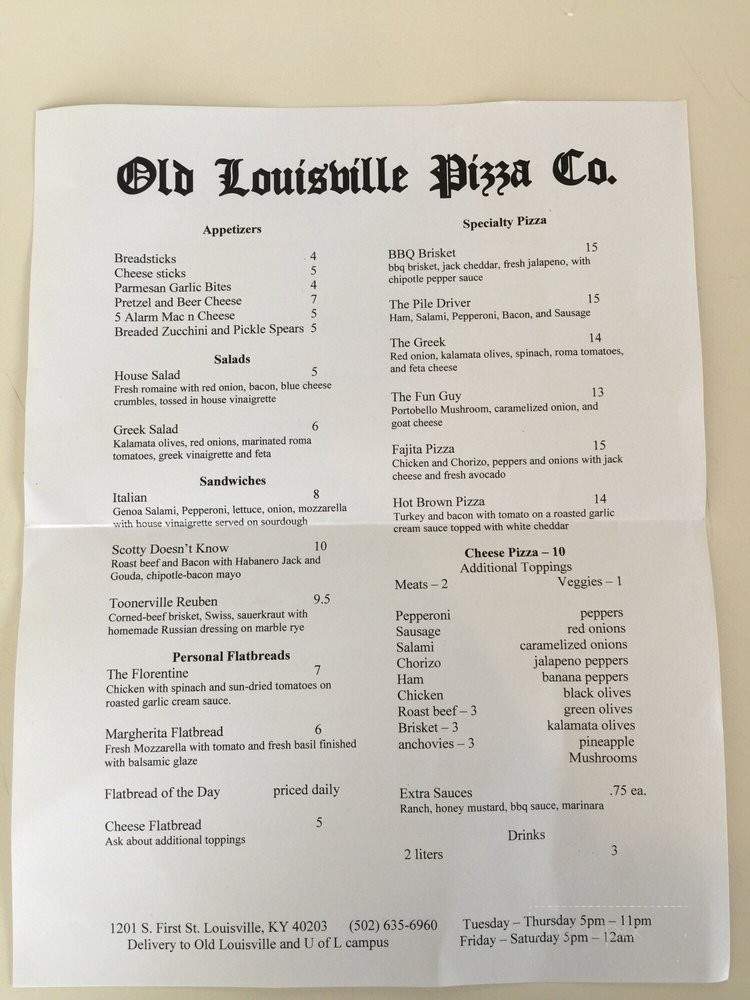 Old Louisville Pizza Co.
Appetizers
Breadsticks 4
Cheese sticks 5
Parmesan Garlic Bites 4
Pretzel and Beer Cheese 7
5 Alarm Mac n Cheese 5
Breaded Zucchini and Pickle Spears 5
Salads
House Salad 5
Fresh romaine with red onion, bacon, blue cheese
crumbles, tossed in house vinaigrette
Greek Salad 6
Kalamata olives, red onions, marinated roma
tomatoes, greek vinaigrette and feta
Sandwiches
Italian 8
Genoa Salami, Pepperoni, lettuce, onion, mozzarella
with house vinaigrette served on sourdough
Scotty Doesn't Know 10
Roast beef and Bacon with Habanero Jack and
Gouda, chipotle-bacon mayo
Toonerville Reuben 9.5
Corned-beef brisket, Swiss, sauerkraut with
homemade Russian dressing on marble rye
Personal Flatbreads
The Florentine 7
Chicken with spinach and sun-dried tomatoes on
roasted garlic cream sauce.
Margherita Flatbread 6
Fresh Mozzarella with tomato and fresh basil finished
with balsamic glaze
Flatbread of the Day priced daily
Cheese Flatbread 5
Ask about additional toppings
Specialty Pizza
BBQ Brisket 15
bbq brisket, jack cheddar, fresh jalapeno, with
chipotle pepper sauce
The Pile Driver 15
Ham, Salami, Pepperoni, Bacon, and Sausage
The Greek 14
Red onion, kalamata olives, spinach, roma tomatoes,
and feta cheese
The Fun Guy 13
Portobello Mushroom, caramelized onion, and
goat cheese
Fajita Pizza 15
Chicken and Chorizo, peppers and onions with jack
cheese and fresh avocado
Hot Brown Pizza 14
Turkey and bacon with tomato on a roasted garlic
cream sauce topped with white cheddar
Cheese Pizza – 10
Additional Toppings
Meats – 2 Veggies – 1
Pepperoni peppers
Sausage red onions
Salami caramelized onions
Chorizo jalapeno peppers
Ham banana peppers
Chicken black olives
Roast beef – 3 green olives
Brisket – 3 kalamata olives
anchovies – 3 pineapple
Mushrooms
Extra Sauces .75 ea.
Ranch, honey mustard, bbq sauce, marinara
Drinks
2 liters 3
1201 S. First St. Louisville, KY 40203 (502) 635-6960 Tuesday – Thursday 5pm – 11pm
Delivery to Old Louisville and U of L campus Friday – Saturday 5pm – 12am